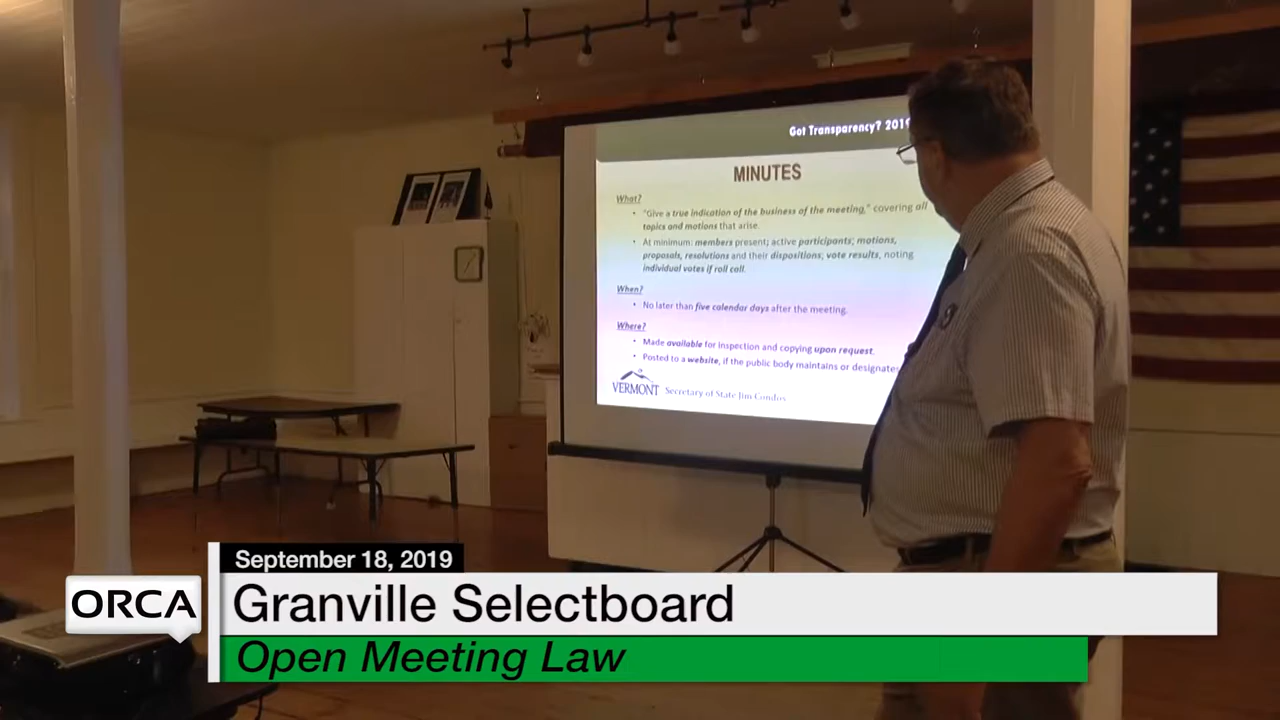 Got Transparency? 2019
MINUTES
What?
• "Give a true indication of the business of the meeting," covering all
topics and motions that arise.
• At minimum: members present; active participants; motions,
proposals, resolutions and their dispositions; vote results, noting
individual votes if roll call.
When?
• No later than five calendar days after the meeting.
Where?
• Made available for inspection and copying upon request.
• Posted to a website, if the public body maintains or designates
VERMONT Secretary of State Jim Condos
September 18, 2019
ORCA
Granville Selectboard
Open Meeting Law